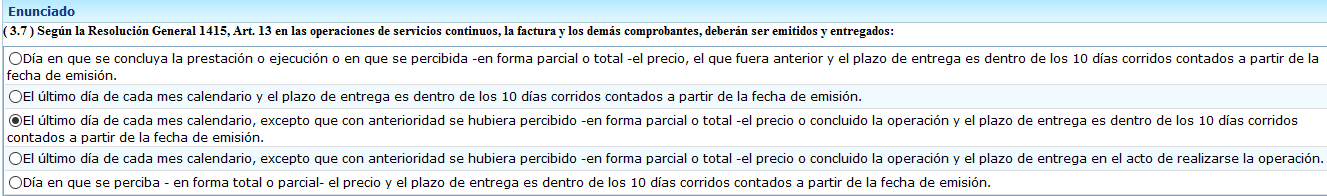 Enunciado
( 3.7 ) Según la Resolución General 1415, Art. 13 en las operaciones de servicios continuos, la factura y los demás comprobantes, deberán ser emitidos y entregados:
Día en que se concluya la prestación o ejecución o en que se percibida -en forma parcial o total -el precio, el que fuera anterior y el plazo de entrega es dentro de los 10 días corridos contados a partir de la
fecha de emisión.
El último día de cada mes calendario y el plazo de entrega es dentro de los 10 días corridos contados a partir de la fecha de emisión.
El último día de cada mes calendario, excepto que con anterioridad se hubiera percibido -en forma parcial o total -el precio o concluido la operación y el plazo de entrega es dentro de los 10 días corridos
contados a partir de la fecha de emisión.
El último día de cada mes calendario, excepto que con anterioridad se hubiera percibido -en forma parcial o total -el precio o concluido la operación y el plazo de entrega en el acto de realizarse la operación.
Día en que se perciba - en forma total o parcial- el precio y el plazo de entrega es dentro de los 10 días corridos contados a partir de la fecha de emisión.